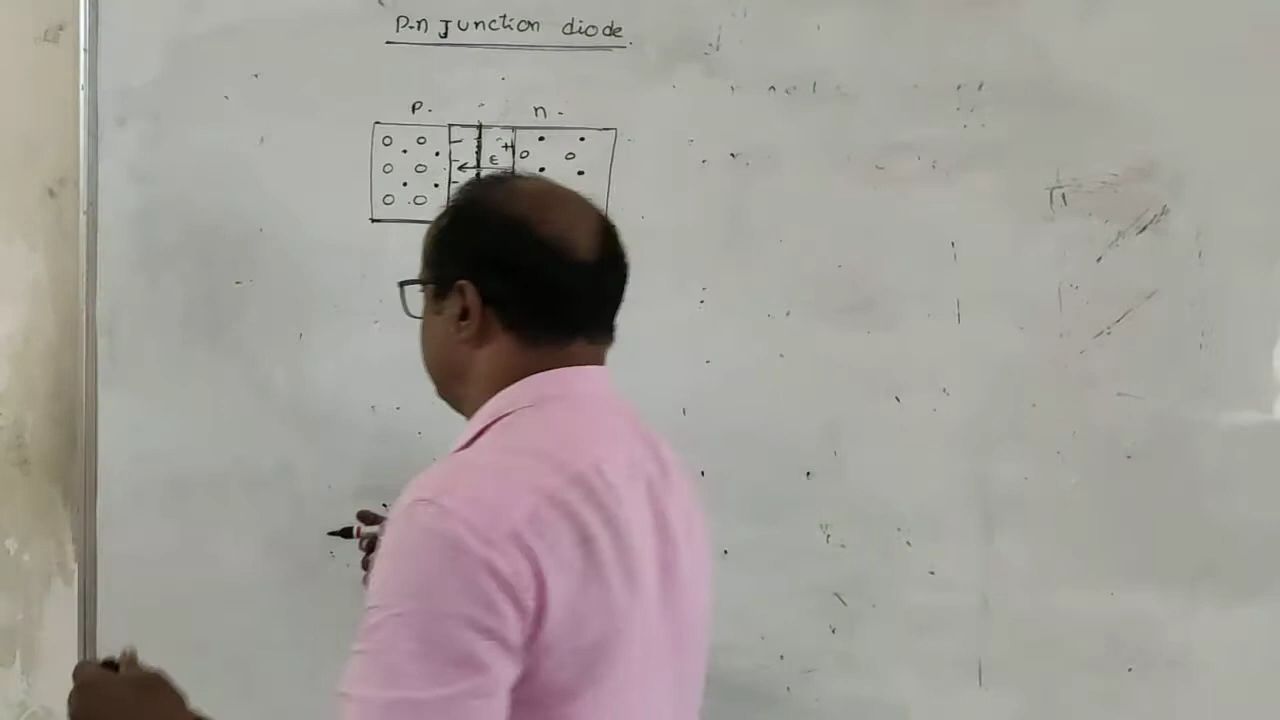 P-n Junction diode.
P. n.
- +
E